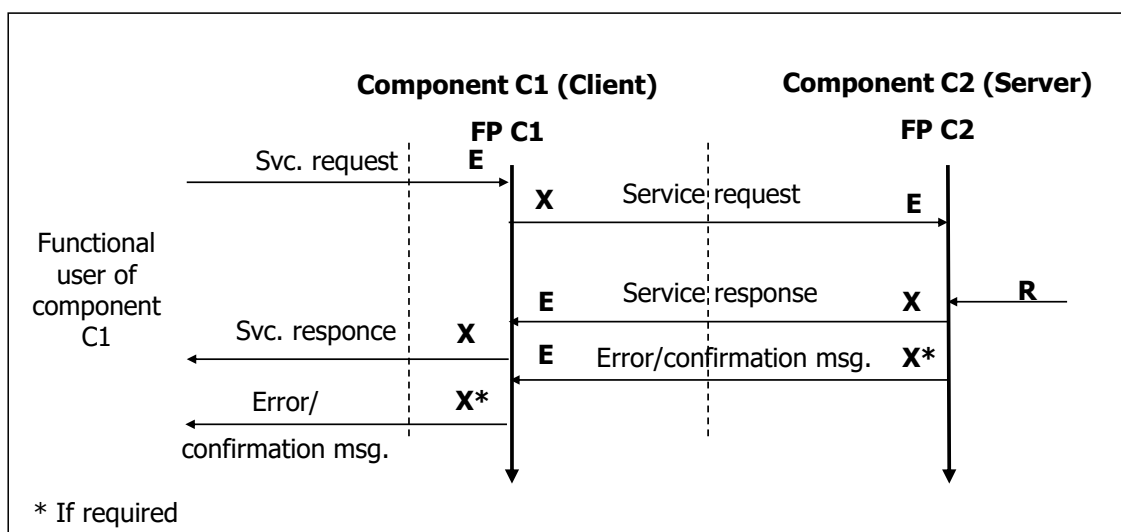 Component C1 (Client)
Component C2 (Server)
FP C1
FP C2
Svc. request
E
X
Service request
E
Functional
user of
component
C1
E
Service response
X
R
Svc. responce
X
E
Error/confirmation msg.
X*
Error/
confirmation msg.
X*
* If required